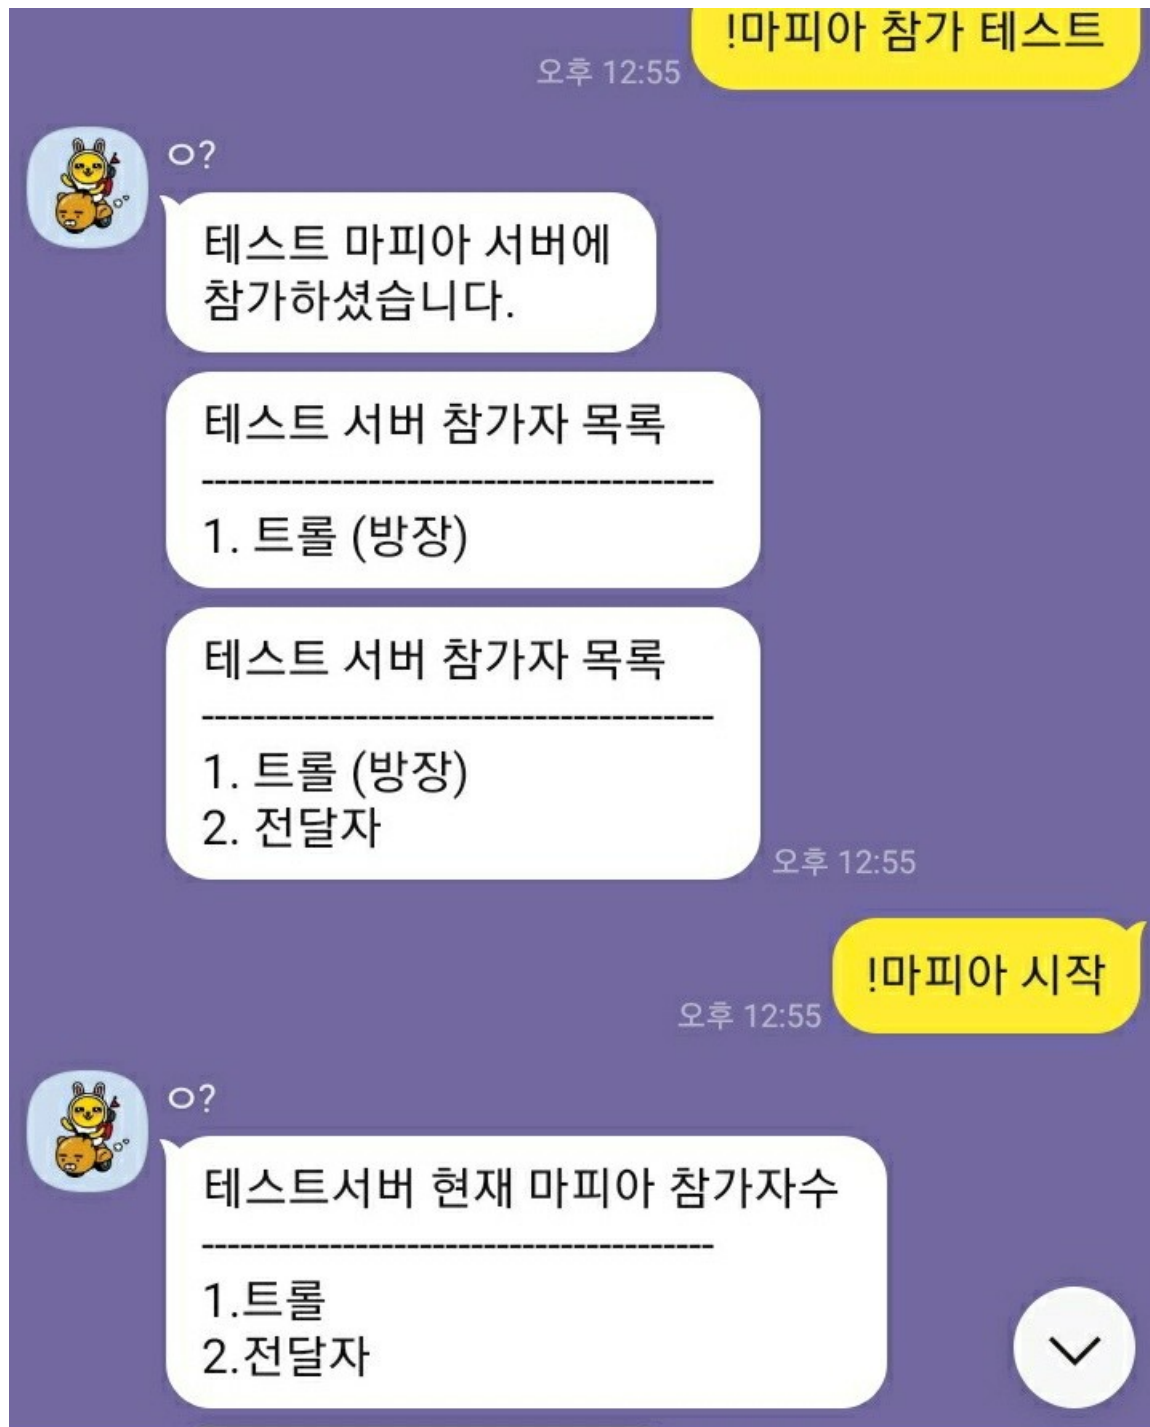 !마피아 참가 테스트
오후 12:55
ㅇ?
테스트 마피아 서버에
참가하셨습니다.
테스트 서버 참가자 목록
----------------------------------------
1. 트롤 (방장)
테스트 서버 참가자 목록
----------------------------------------
1. 트롤 (방장)
2. 전달자
오후 12:55
!마피아 시작
오후 12:55
ㅇ?
테스트서버 현재 마피아 참가자수
----------------------------------------
1.트롤
2.전달자